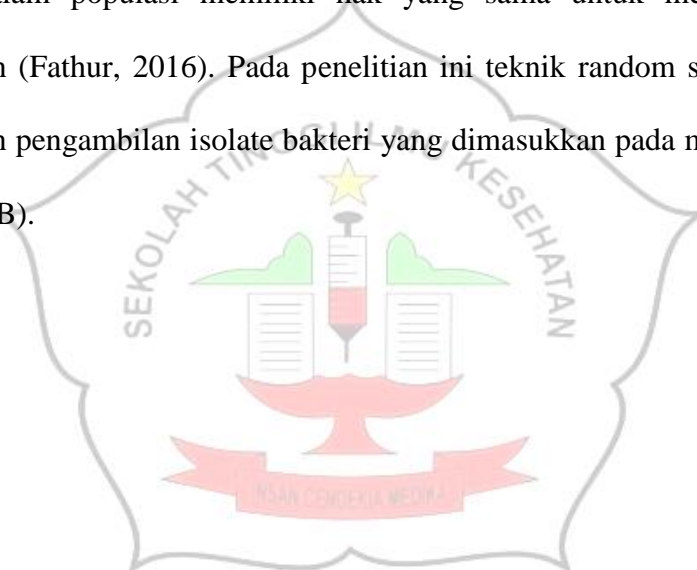 populasi memiliki hak yang sama untuk
(Fathur, 2016). Pada penelitian ini teknik random
pengambilan isolate bakteri yang dimasukkan pada
B).
SEKOLAH TINGGI ILMU KESEHATAN
INSAN CENDEKIA MEDIKA